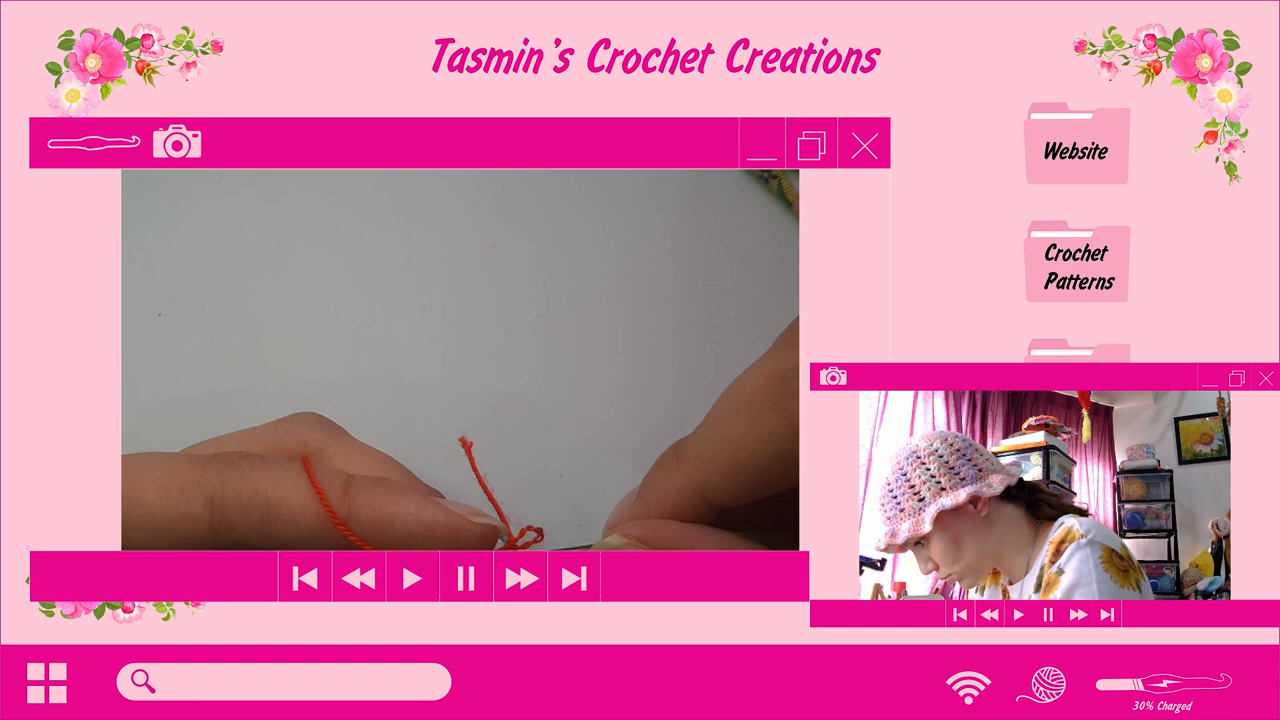 Tasmin's Crochet Creations
Website
Crochet
Patterns
30% Charged